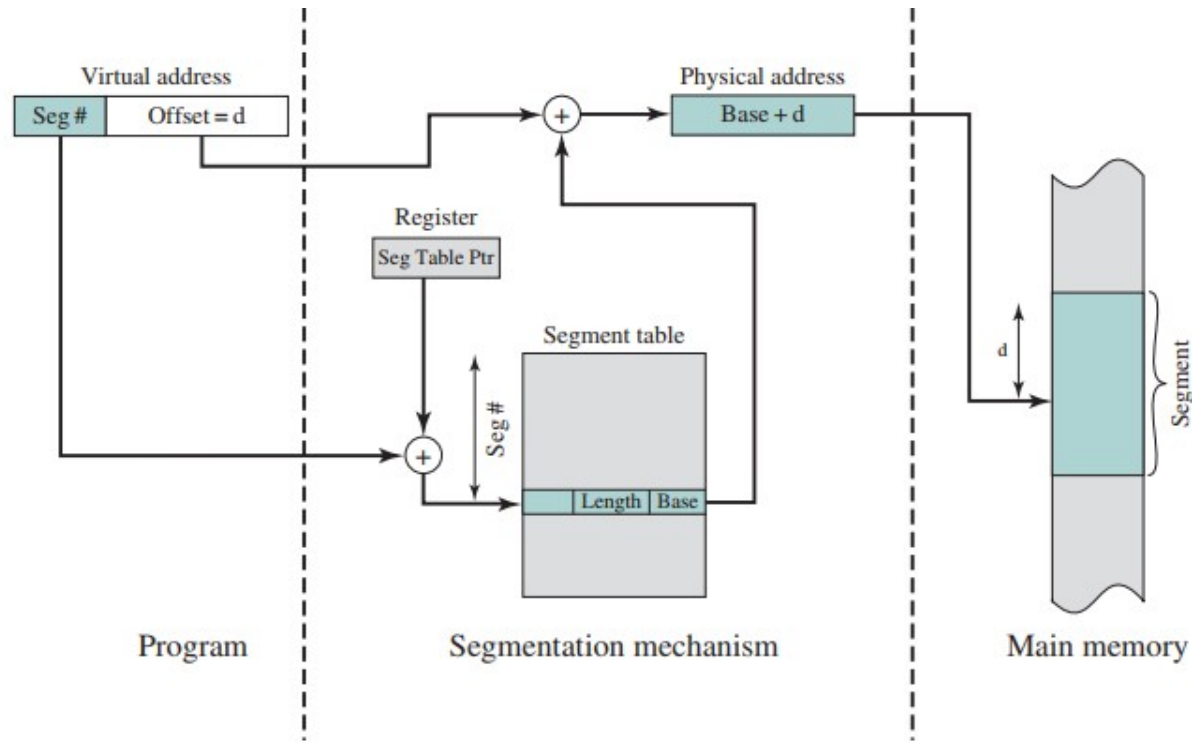 Virtual address
Seg # Offset = d
Physical address
Base + d
Register
Seg Table Ptr
Segment table
Seg #
Length Base
d
Segment
Program
Segmentation mechanism
Main memory
+
+